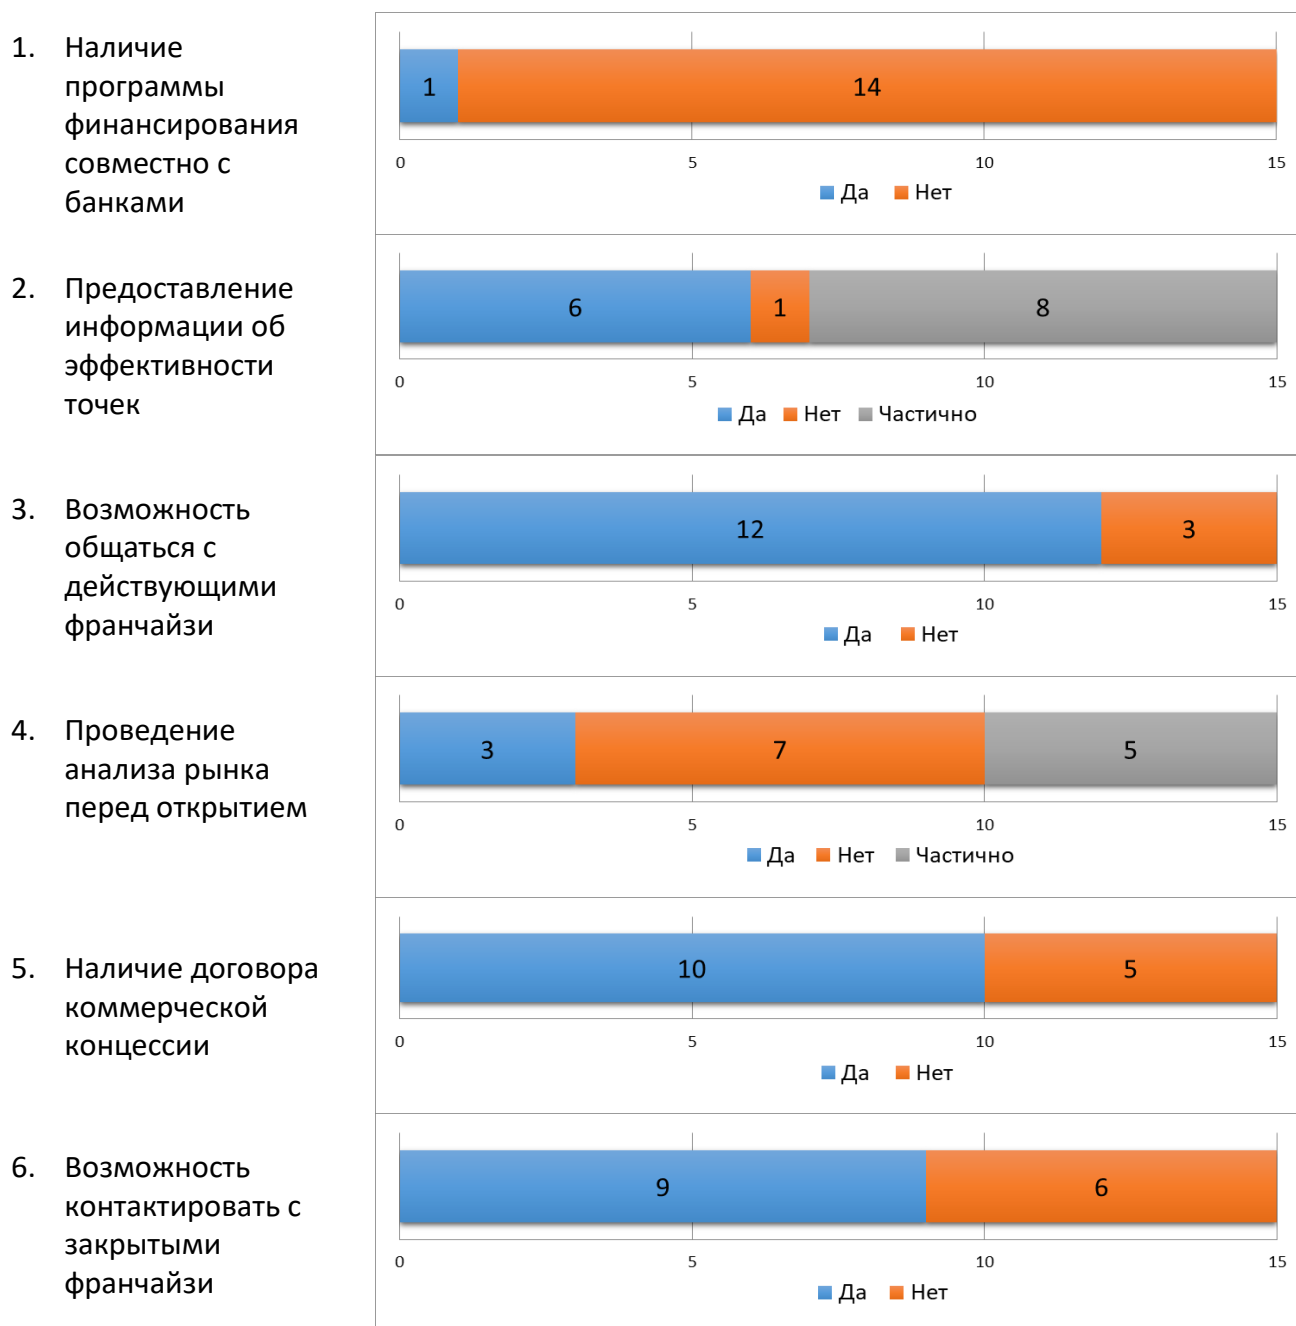 1. Наличие
программы
финансирования
совместно с
банками
1 14
0 5 10 15
Да Нет
2. Предоставление
информации об
эффективности
точек
6 1 8
0 5 10 15
Да Нет Частично
3. Возможность
общаться с
действующими
франчайзи
12 3
0 5 10 15
Да Нет
4. Проведение
анализа рынка
перед открытием
3 7 5
0 5 10 15
Да Нет Частично
5. Наличие договора
коммерческой
концессии
10 5
0 5 10 15
Да Нет
6. Возможность
контактировать с
закрытыми
франчайзи
9 6
0 5 10 15
Да Нет